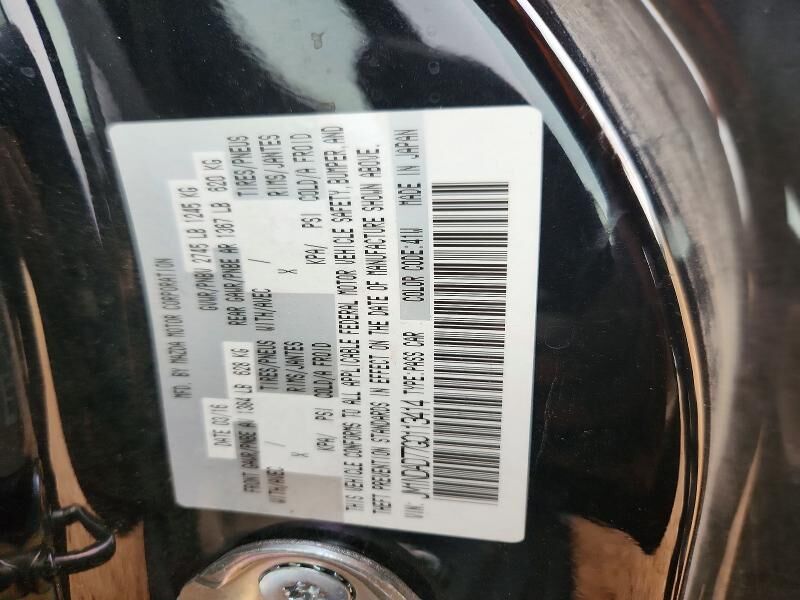 MFD. BY MAZDA MOTOR CORPORATION
DATE 03/16 GVWR/PNBV 2745 LB 1245 KG
FRONT GAWR/PNBE AV 1384 LB 628 KG REAR GAWR/PNBE AR 1367 LB 620 KG
WITH/AVEC TIRES/PNEUS WITH/AVEC TIRES/PNEUS
/ RIMS/JANTES / RIMS/JANTES
x COLD/A FROID x COLD/A FROID
KPA/ PSI KPA/ PSI
THIS VEHICLE CONFORMS TO ALL APPLICABLE FEDERAL MOTOR VEHICLE SAFETY, BUMPER, AND
THEFT PREVENTION STANDARDS IN EFFECT ON THE DATE OF MANUFACTURE SHOWN ABOVE.
VIN: JM1NDAD77G0113414 TYPE:PASS CAR COLOR CODE:41W MADE IN JAPAN